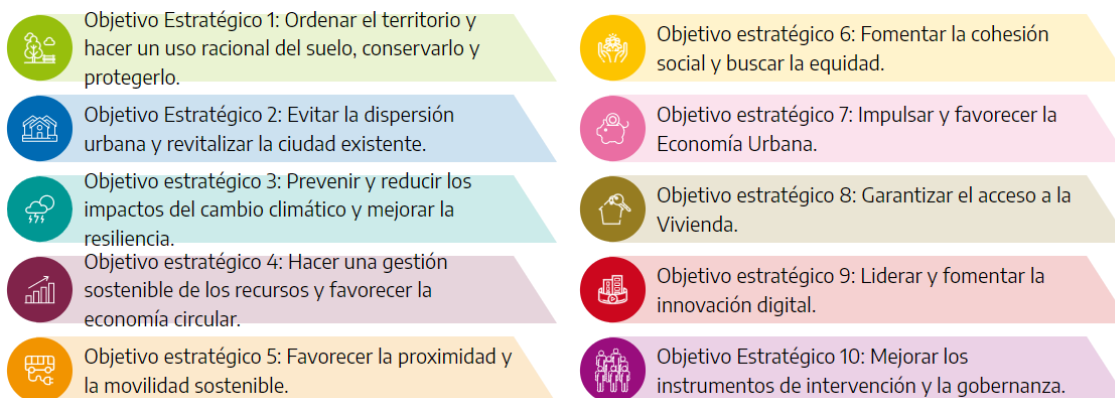 Objetivo Estratégico 1: Ordenar el territorio y
hacer un uso racional del suelo, conservarlo y
protegerlo.
Objetivo Estratégico 2: Evitar la dispersión
urbana y revitalizar la ciudad existente.
Objetivo estratégico 3: Prevenir y reducir los
impactos del cambio climático y mejorar la
resiliencia.
Objetivo estratégico 4: Hacer una gestión
sostenible de los recursos y favorecer la
economía circular.
Objetivo estratégico 5: Favorecer la proximidad y
la movilidad sostenible.
Objetivo estratégico 6: Fomentar la cohesión
social y buscar la equidad.
Objetivo estratégico 7: Impulsar y favorecer la
Economía Urbana.
Objetivo estratégico 8: Garantizar el acceso a la
Vivienda.
Objetivo estratégico 9: Liderar y fomentar la
innovación digital.
Objetivo Estratégico 10: Mejorar los
instrumentos de intervención y la gobernanza.